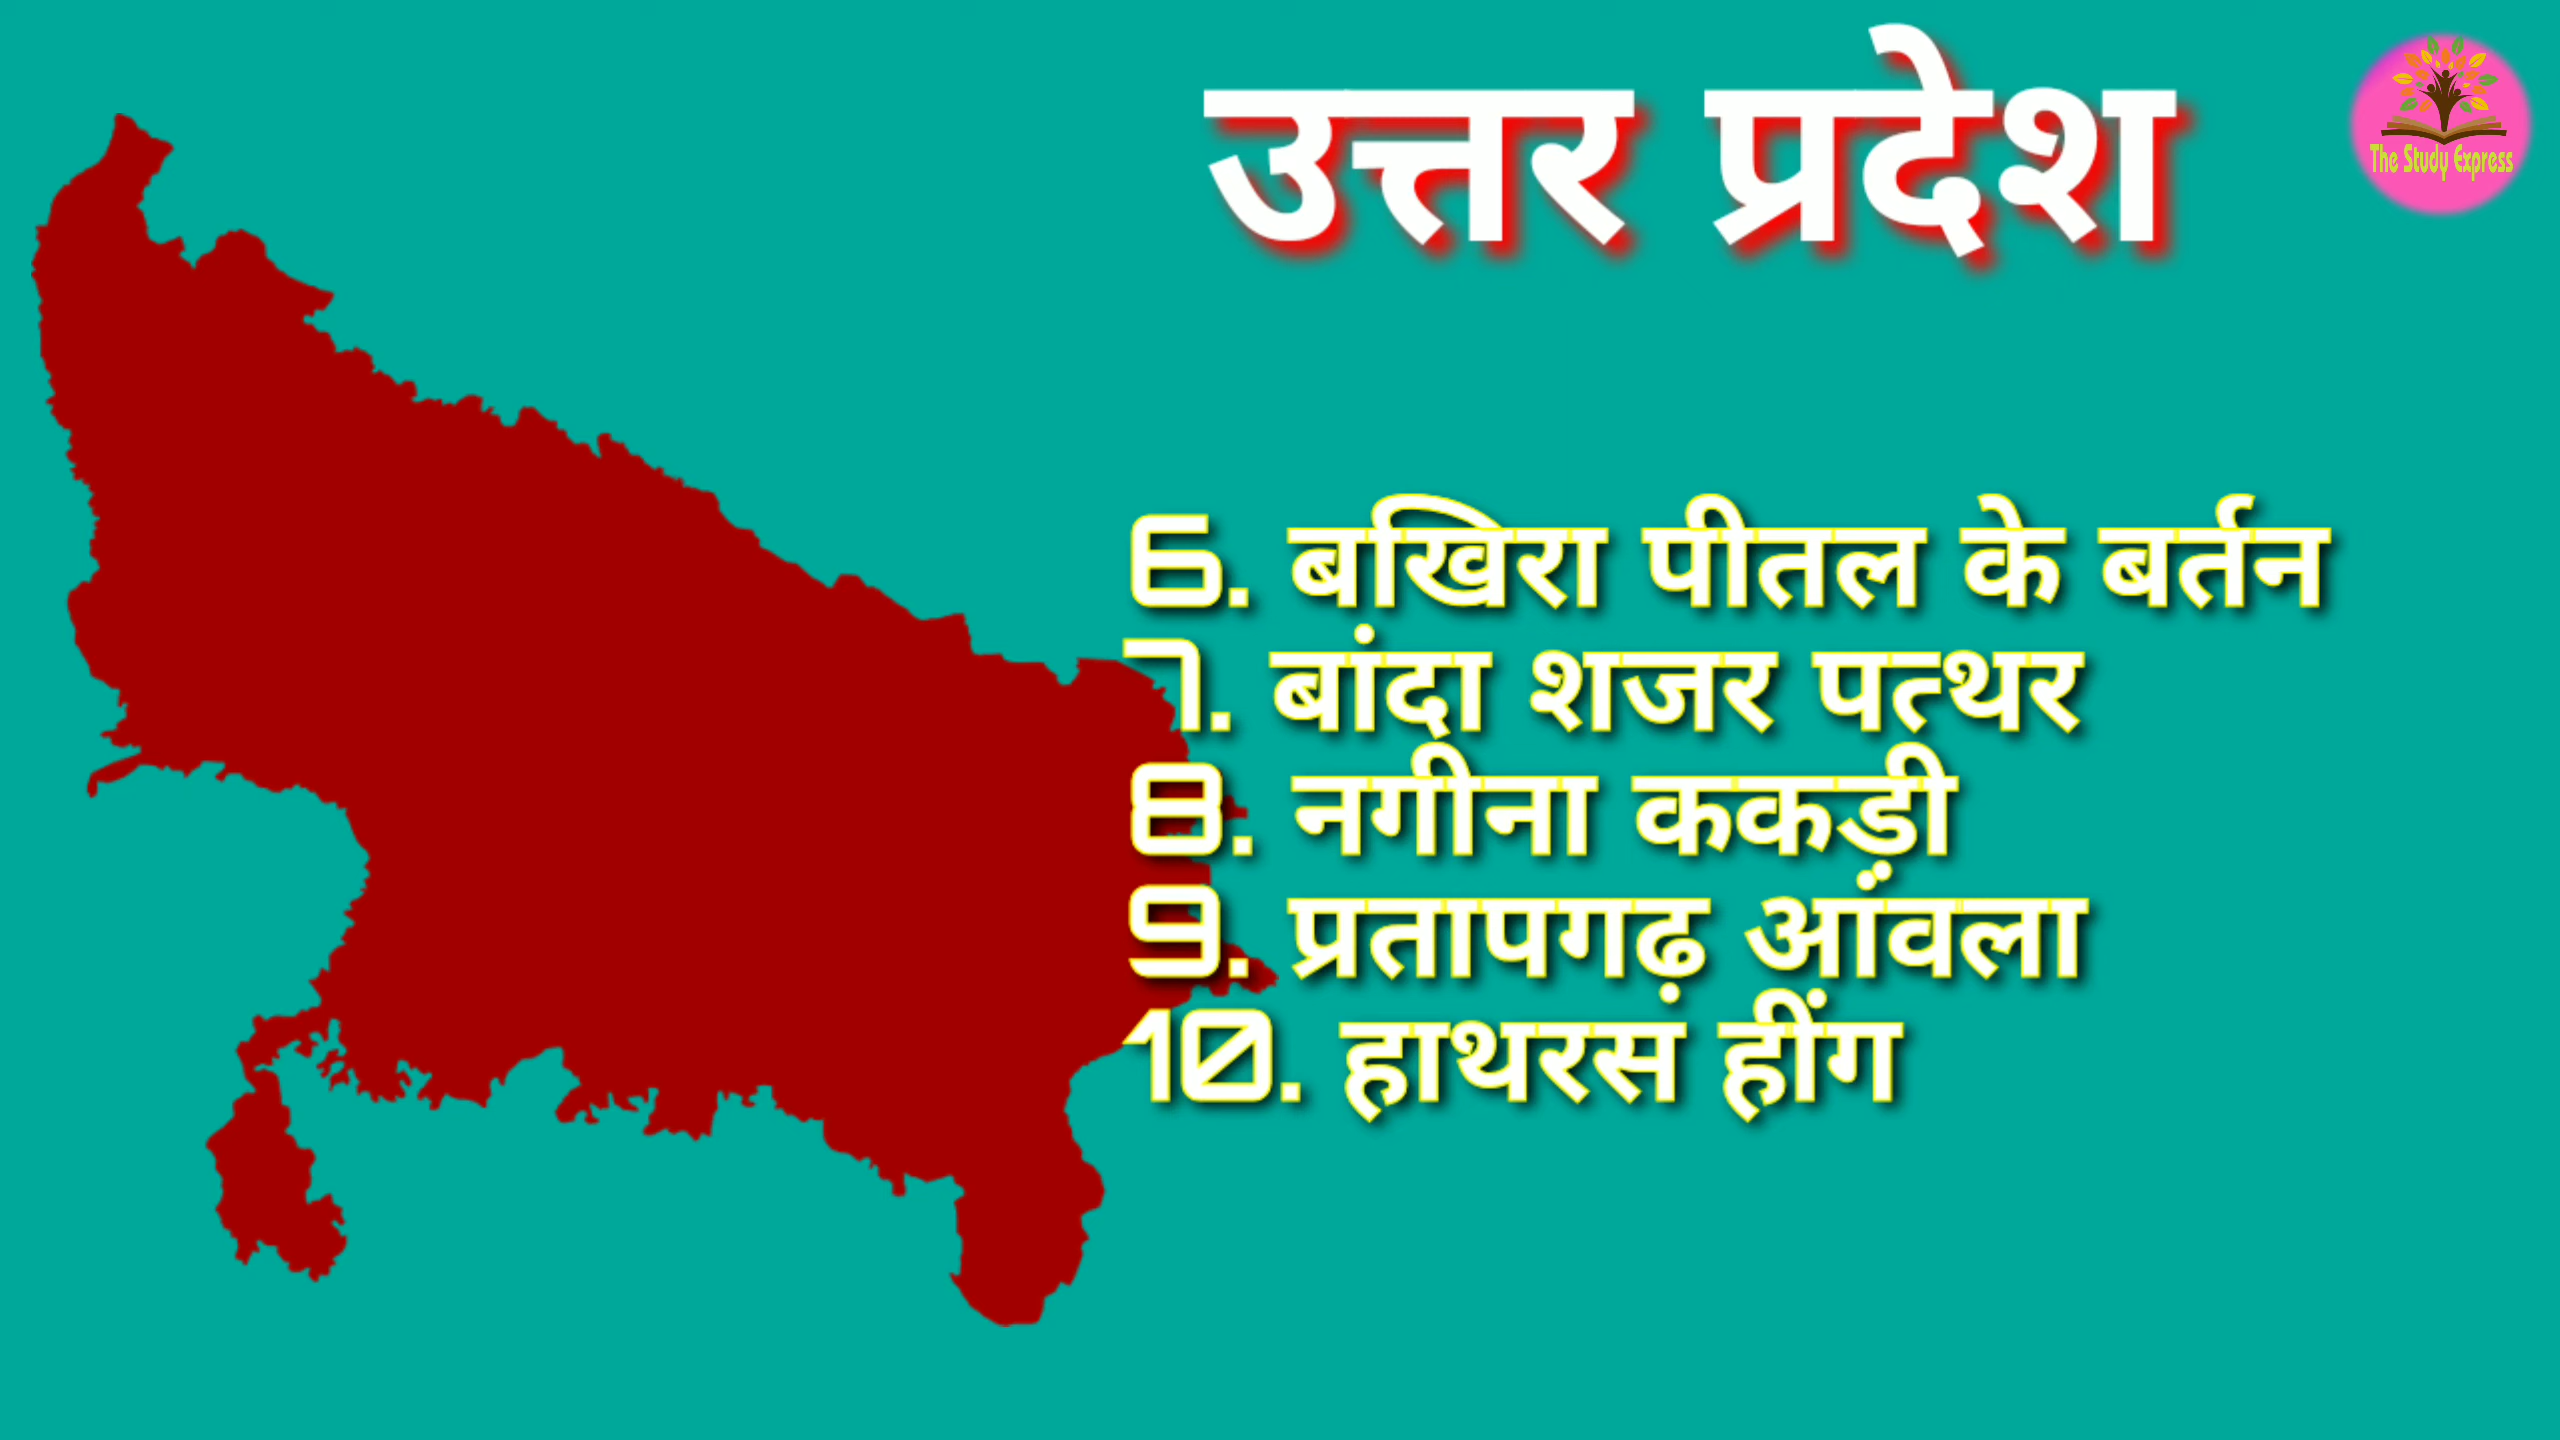 उत्तर प्रदेश
The Study Express
6. बखिरा पीतल के बर्तन
7. बांदा शजर पत्थर
8. नगीना ककड़ी
9. प्रतापगढ़ आंवला
10. हाथरस हींग